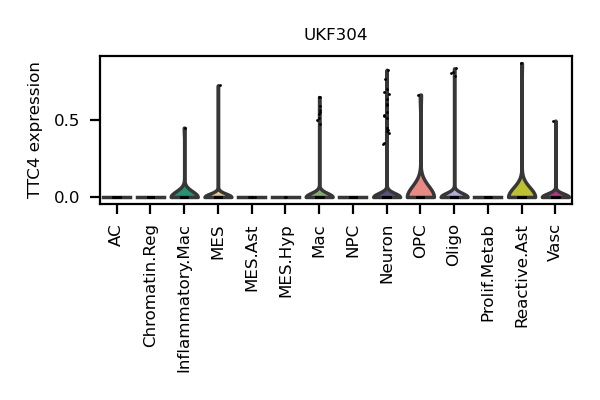 UKF304
TTC4 expression
0.5
0.0
AC
Chromatin.Reg
Inflammatory.Mac
MES
MES.Ast
MES.Hyp
Mac
NPC
Neuron
OPC
Oligo
Prolif.Metab
Reactive.Ast
Vasc